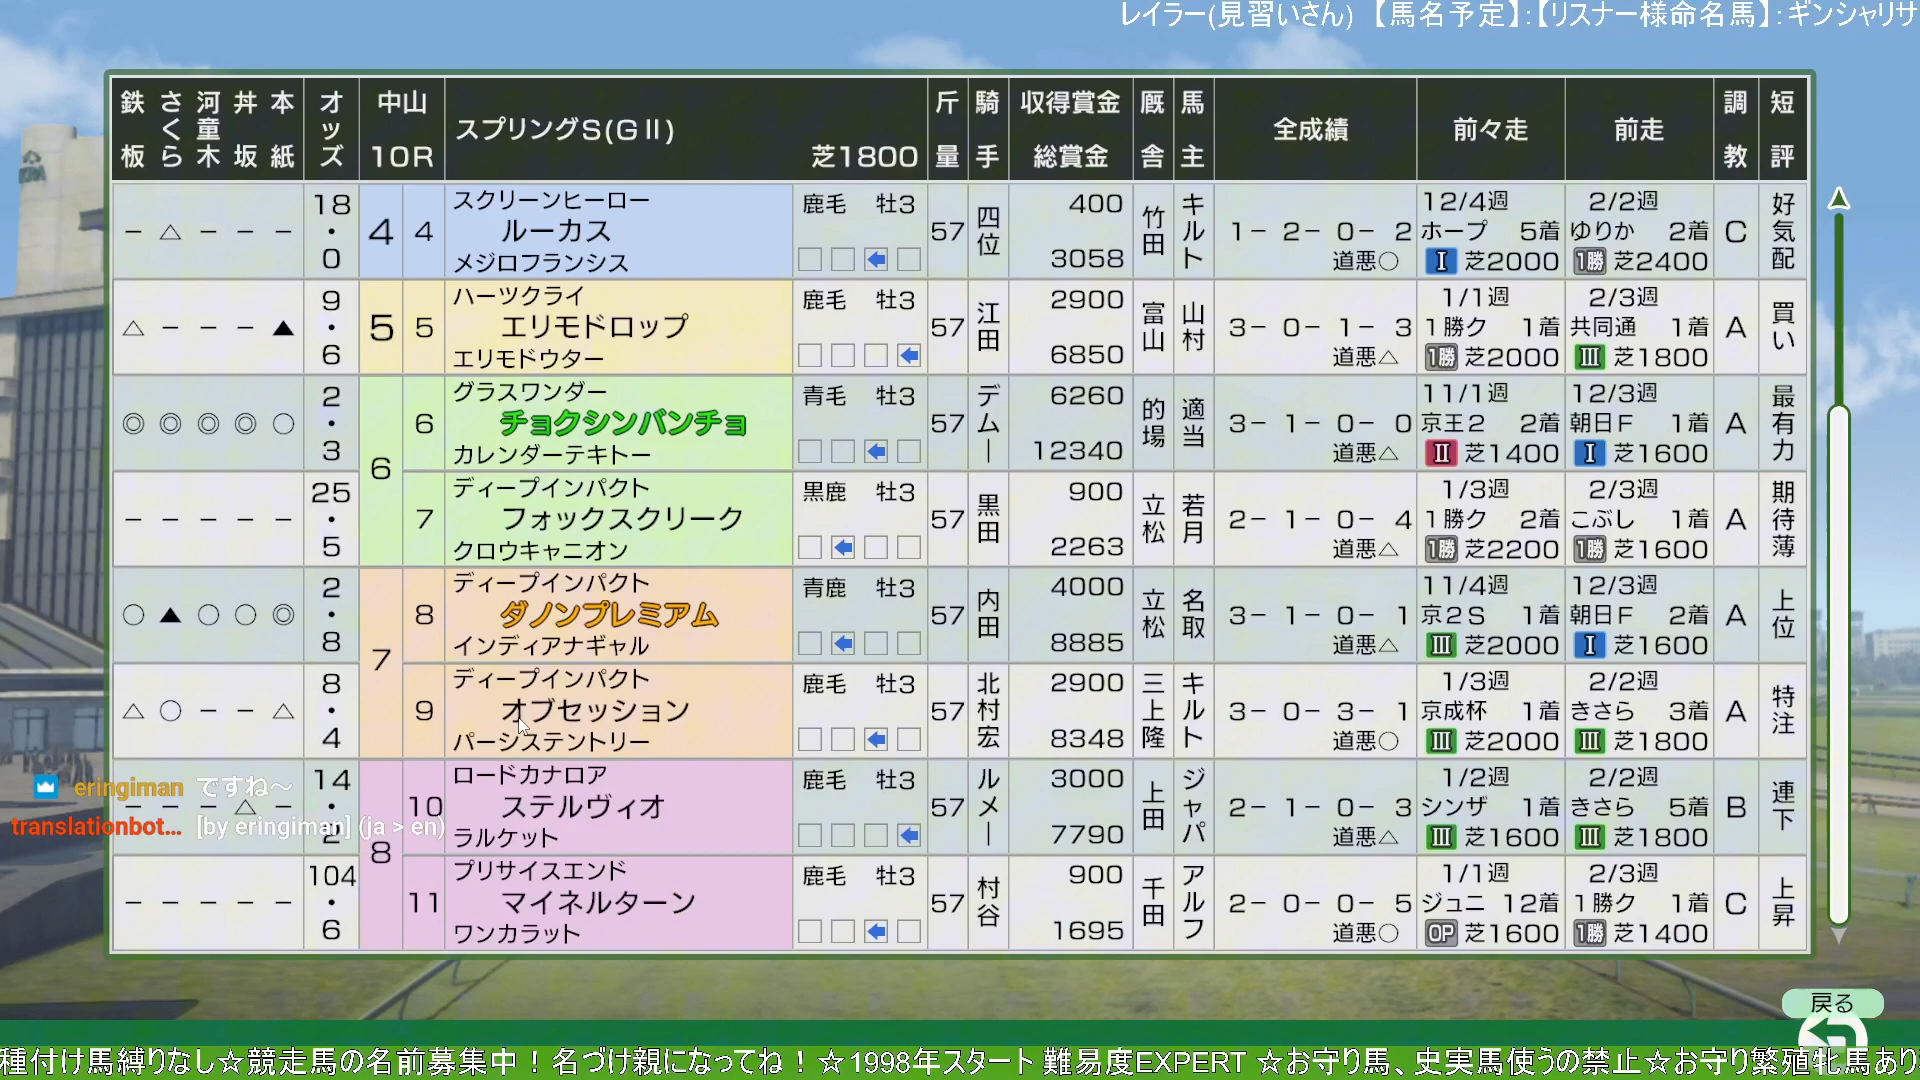 レイラー(見習いさん) 【馬名予定】:【リスナー様命名馬】: ギンシャリサ
鉄板 さくら 河童木 井坂 本紙 オッズ 中山 10R スプリングS(GⅡ) 芝1800 斤量 騎手 収得賞金 総賞金 厩舎 馬主 全成績 前々走 前走 調教 短評
スクリーンヒーロー 鹿毛 牡3 400 12/4週 2/2週
－ △ － － － 18・0 4 4 ルーカス 57 四位 竹田 キルト 1－ 2－ 0－ 2 ホープ 5着 ゆりか 2着 C 好気配
メジロフランシス 3058 道悪○ Ⅰ 芝2000 1勝 芝2400
ハーツクライ 鹿毛 牡3 2900 1/1週 2/3週
△ － － － ▲ 9・6 5 5 エリモドロップ 57 江田 富山 山村 3－ 0－ 1－ 3 1勝ク 1着 共同通 1着 A 買い
エリモドウター 6850 道悪△ 1勝 芝2000 Ⅲ 芝1800
グラスワンダー 青毛 牡3 6260 11/1週 12/3週
◎ ◎ ◎ ◎ ○ 2・3 6 6 チョクシンバンチョ 57 デムー 的場 適当 3－ 1－ 0－ 0 京王2 2着 朝日F 1着 A 最有力
カレンダーテキトー 12340 道悪△ Ⅱ 芝1400 Ⅰ 芝1600
ディープインパクト 黒鹿 牡3 900 1/3週 2/3週
－ － － － － 25・5 7 フォックスクリーク 57 黒田 立松 若月 2－ 1－ 0－ 4 1勝ク 2着 こぶし 1着 A 期待薄
クロウキャニオン 2263 道悪△ 1勝 芝2200 1勝 芝1600
ディープインパクト 青鹿 牡3 4000 11/4週 12/3週
○ ▲ ○ ○ ◎ 2・8 7 8 ダノンプレミアム 57 内田 立松 名取 3－ 1－ 0－ 1 京2S 1着 朝日F 2着 A 上位
インディアナギャル 8885 道悪△ Ⅲ 芝2000 Ⅰ 芝1600
ディープインパクト 鹿毛 牡3 2900 1/3週 2/2週
△ ○ － － △ 8・4 9 オブセッション 57 北村宏 三上隆 キルト 3－ 0－ 3－ 1 京成杯 1着 きさら 3着 A 特注
パーシステントリー 8348 道悪○ Ⅲ 芝2000 Ⅲ 芝1800
eringiman ですね～
ロードカナロア 鹿毛 牡3 3000 1/2週 2/2週
－ － － △ － 14・2 8 10 ステルヴィオ 57 ルメー 上田 ジャパ 2－ 1－ 0－ 3 シンザ 1着 きさら 5着 B 連下
translationbot... [by eringiman] (ja > en)
ラルケット 7790 道悪△ Ⅲ 芝1600 Ⅲ 芝1800
プリサイスエンド 鹿毛 牡3 900 1/1週 2/3週
－ － － － － 104・6 11 マイネルターン 57 村谷 千田 アルフ 2－ 0－ 0－ 5 ジュニ 12着 1勝ク 1着 C 上昇
ワンカラット 1695 道悪○ OP 芝1600 1勝 芝1400
戻る
種付け馬縛りなし☆競走馬の名前募集中！名づけ親になってね！☆1998年スタート 難易度EXPERT ☆お守り馬、史実馬使うの禁止☆お守り繁殖牝馬あり